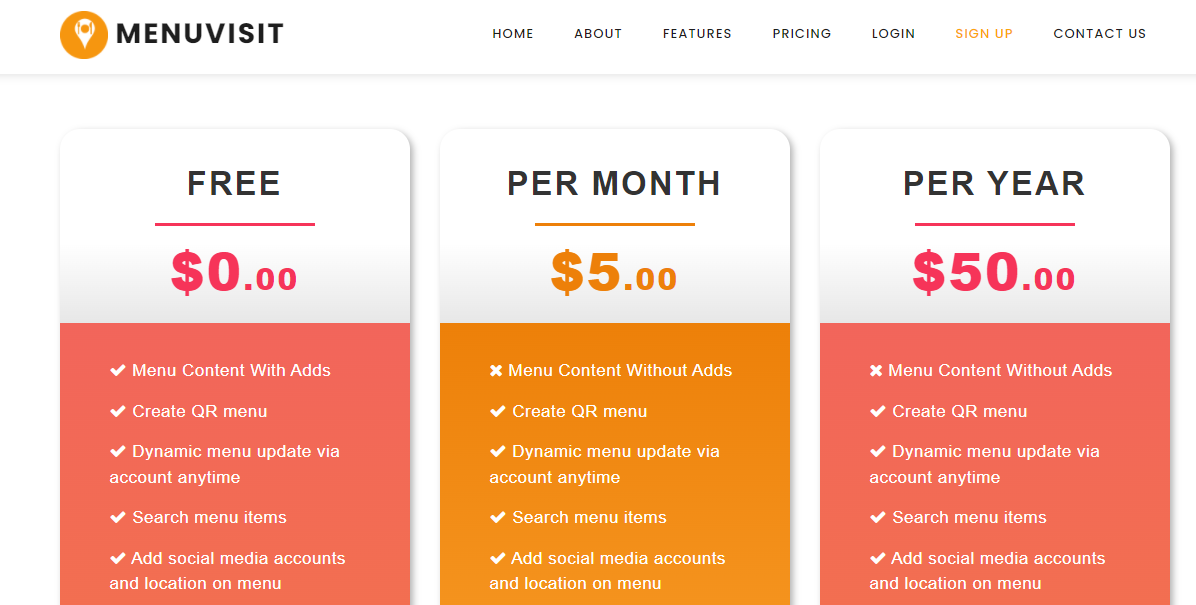 MENUVISIT
HOME ABOUT FEATURES PRICING LOGIN SIGN UP CONTACT US
FREE
$0.00
Menu Content With Adds
Create QR menu
Dynamic menu update via
account anytime
Search menu items
Add social media accounts
and location on menu
PER MONTH
$5.00
Menu Content Without Adds
Create QR menu
Dynamic menu update via
account anytime
Search menu items
Add social media accounts
and location on menu
PER YEAR
$50.00
Menu Content Without Adds
Create QR menu
Dynamic menu update via
account anytime
Search menu items
Add social media accounts
and location on menu